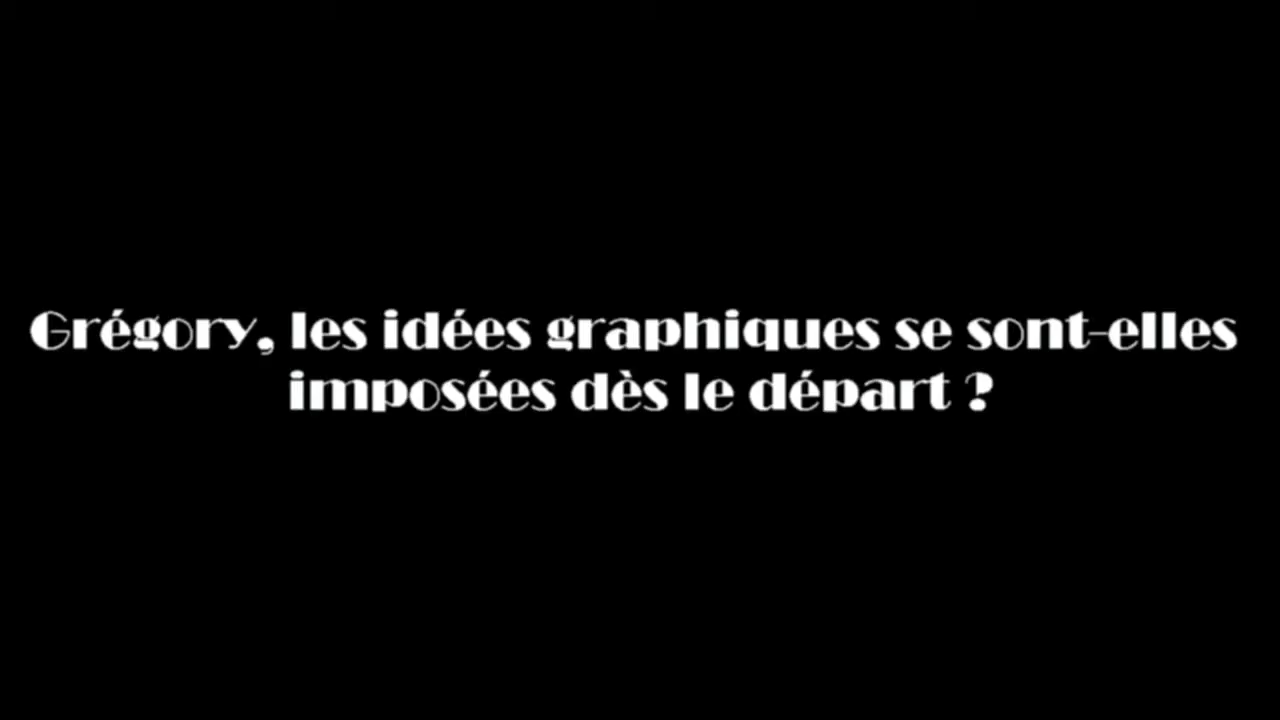 Grégory, les idées graphiques se sont-elles
imposées dès le départ ?